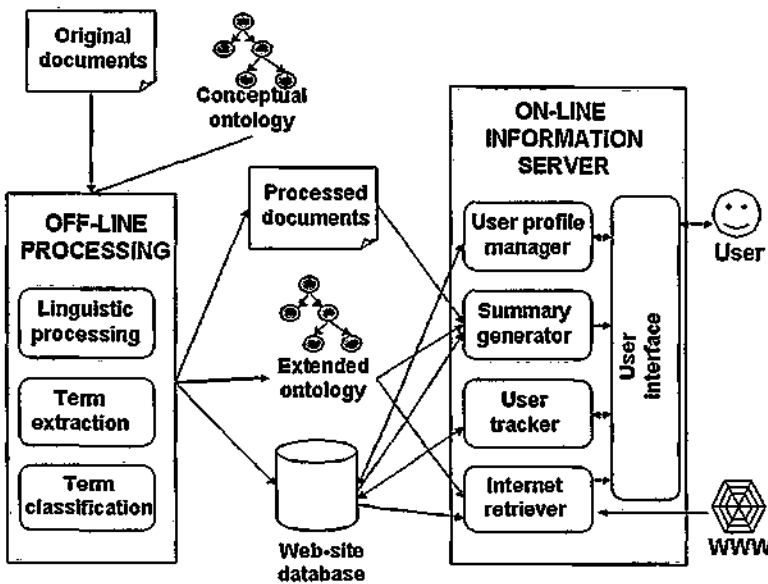 Original
documents
Conceptual
ontology
OFF-LINE
PROCESSING
Linguistic
processing
Term
extraction
Term
classification
Processed
documents
Extended
ontology
Web-site
database
ON-LINE
INFORMATION
SERVER
User profile
manager
Summary
generator
User
tracker
Internet
retriever
User
interface
User
WWW